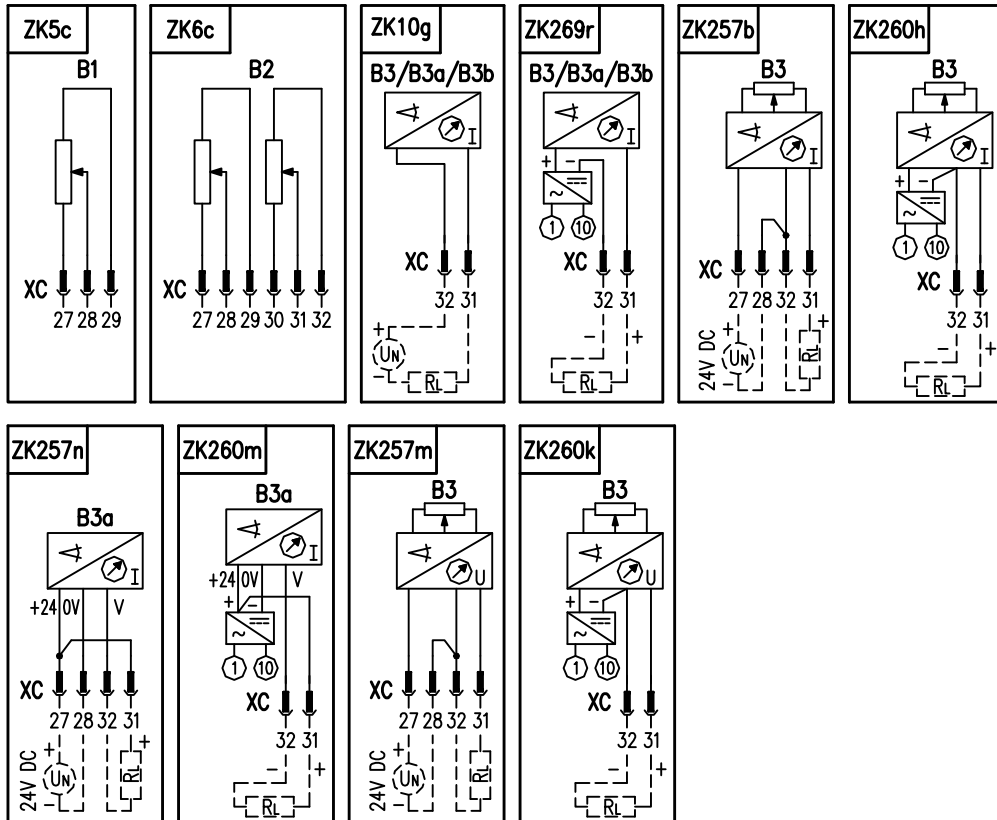 ZK5c
B1
XC
27 28 29
ZK6c
B2
XC
27 28 29 30 31 32
ZK10g
B3/B3a/B3b
I
XC
32 31
+
UN
-
RL
ZK269r
B3/B3a/B3b
I
+ -
~
1 10
XC
32 31
- +
RL
ZK257b
B3
I
XC
27 28 32 31
+ +
24V DC
UN
-
RL
ZK260h
B3
I
+ -
~
1 10
XC
32 31
- +
RL
ZK257n
B3a
I
+24 0V V
XC
27 28 32 31
+ +
24V DC
UN
-
RL
ZK260m
B3a
I
+24 0V V
+ -
~
1 10
XC
32 31
- +
RL
ZK257m
B3
U
XC
27 28 32 31
+ +
24V DC
UN
-
RL
ZK260k
B3
U
+ -
~
1 10
XC
32 31
- +
RL